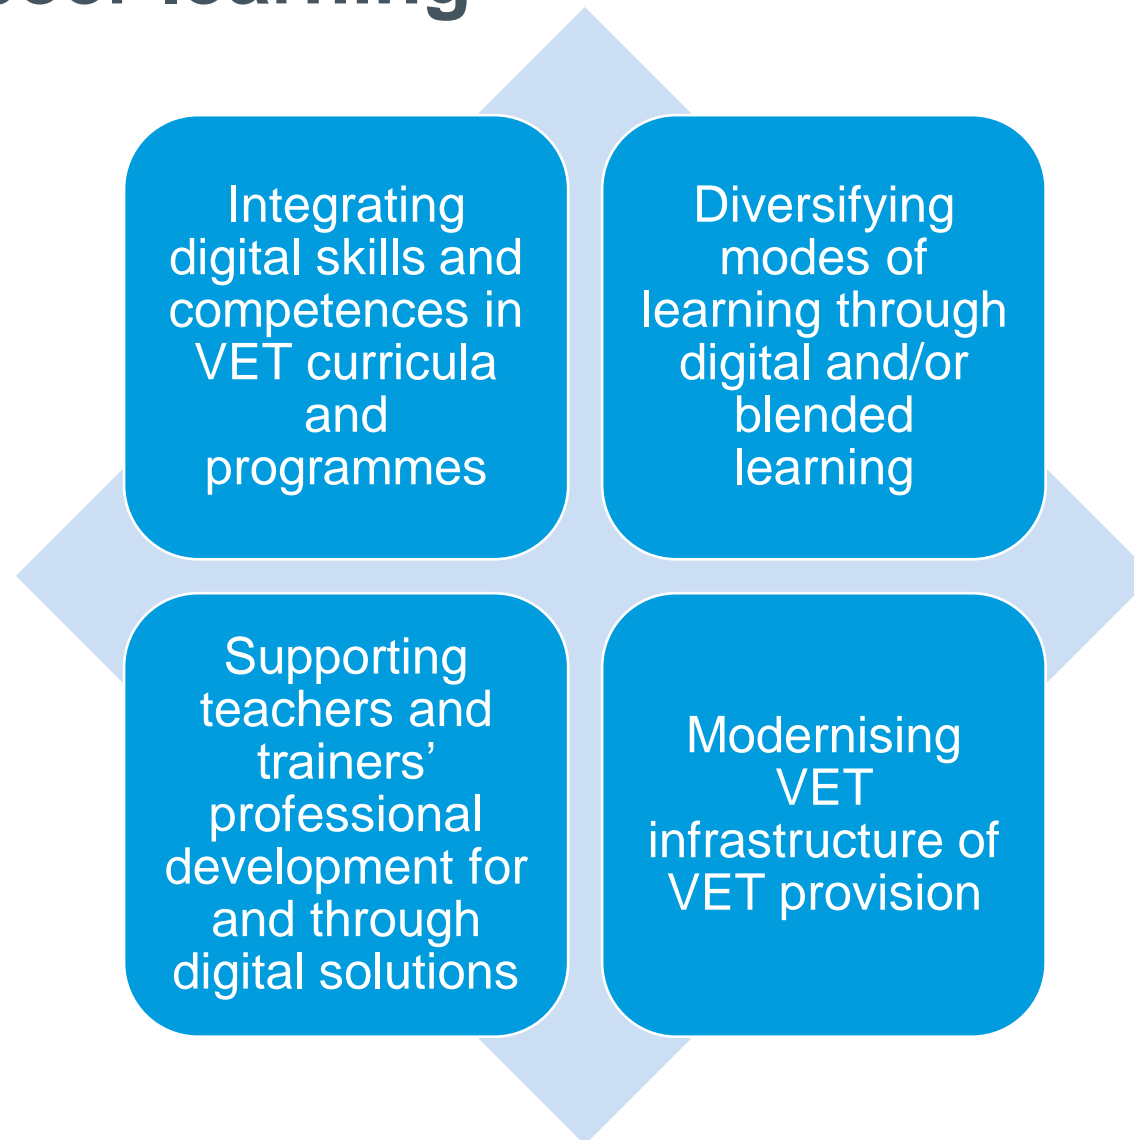 learning
Integrating
digital skills and
competences in
VET curricula
and
programmes
Diversifying
modes of
learning through
digital and/or
blended
learning
Supporting
teachers and
trainers’
professional
development for
and through
digital solutions
Modernising
VET
infrastructure of
VET provision